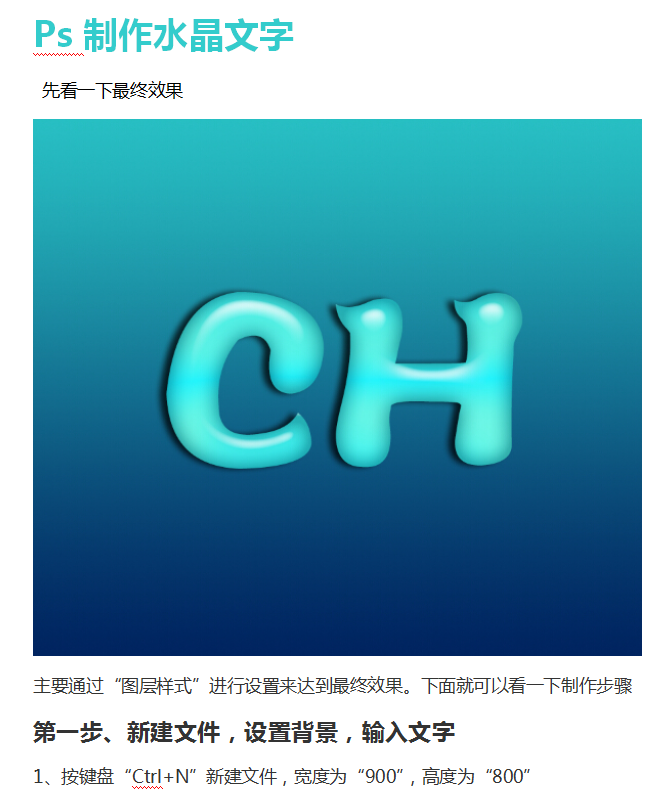 Ps 制作水晶文字
先看一下最终效果
CH
主要通过“图层样式”进行设置来达到最终效果。下面就可以看一下制作步骤
第一步、新建文件，设置背景，输入文字
1、按键盘“Ctrl+N”新建文件，宽度为“900”，高度为“800”